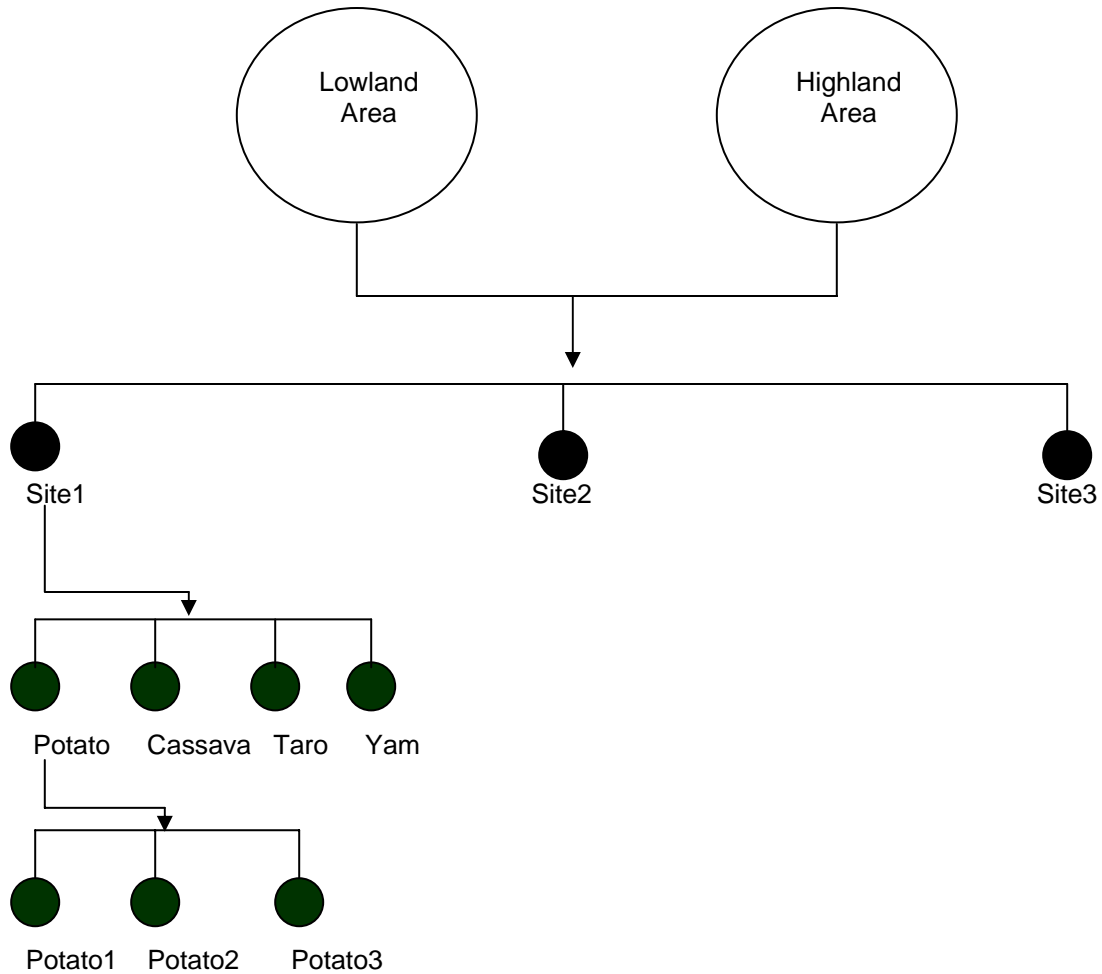 Lowland
Area
Highland
Area
Site1
Site2
Site3
Potato
Cassava
Taro
Yam
Potato1
Potato2
Potato3